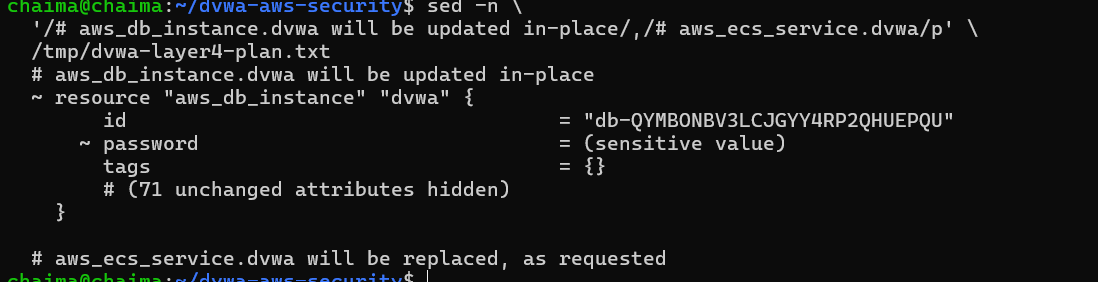 chaima@chaima:~/dvwa-aws-security$ sed -n \
  '/# aws_db_instance.dvwa will be updated in-place/,/# aws_ecs_service.dvwa/p' \
  /tmp/dvwa-layer4-plan.txt
  # aws_db_instance.dvwa will be updated in-place
  ~ resource "aws_db_instance" "dvwa" {
        id                                    = "db-QYMBONBV3LCJGYY4RP2QHUEPQU"
      ~ password                              = (sensitive value)
        tags                                  = {}
        # (71 unchanged attributes hidden)
    }

  # aws_ecs_service.dvwa will be replaced, as requested
chaima@chaima:~/dvwa-aws-security$